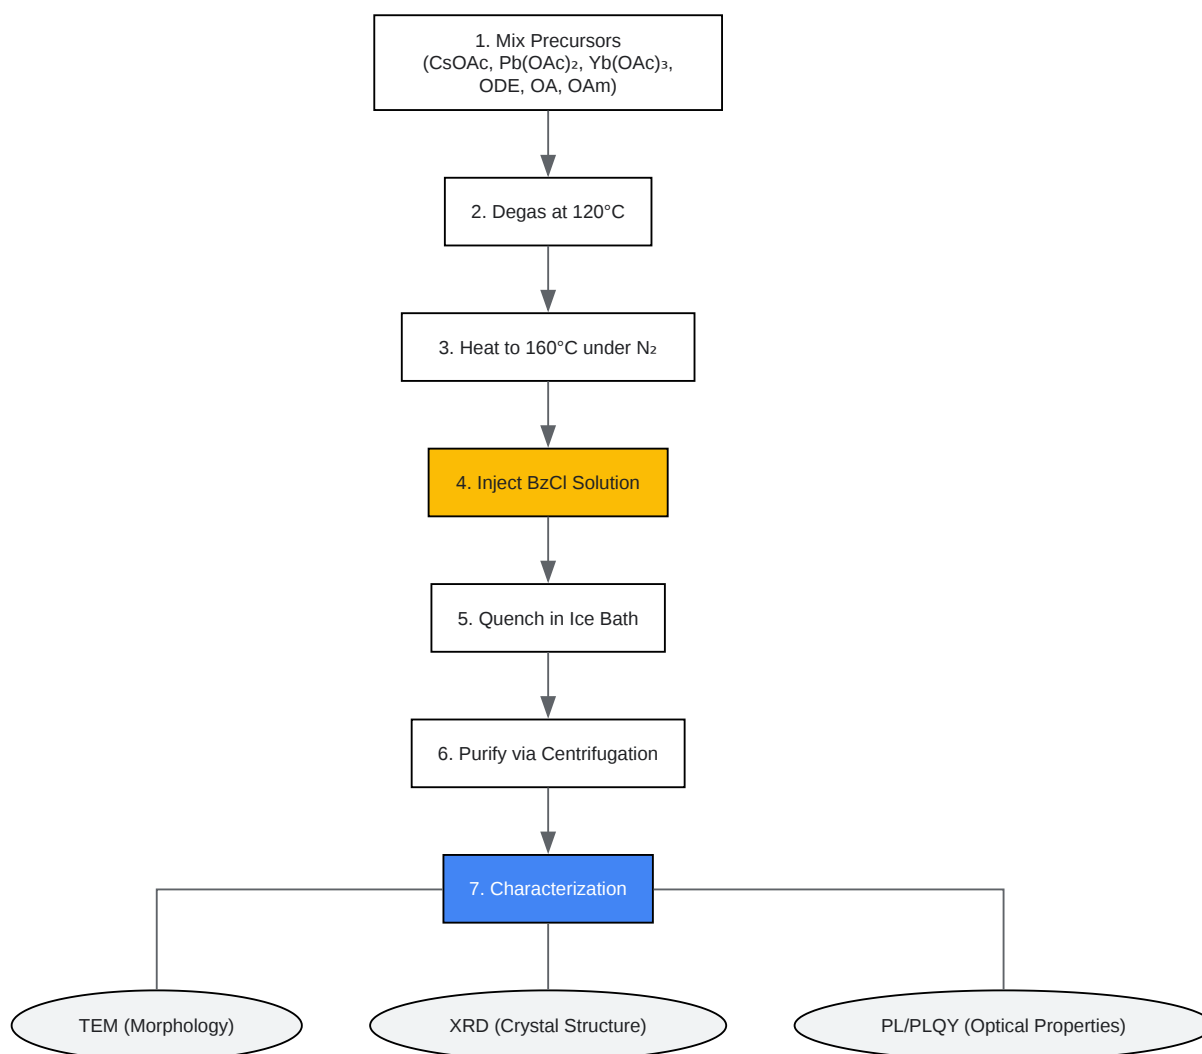 1. Mix Precursors
(CsOAc, Pb(OAc)₂, Yb(OAc)₃,
ODE, OA, OAm)
2. Degas at 120°C
3. Heat to 160°C under N₂
4. Inject BzCl Solution
5. Quench in Ice Bath
6. Purify via Centrifugation
7. Characterization
TEM (Morphology)
XRD (Crystal Structure)
PL/PLQY (Optical Properties)